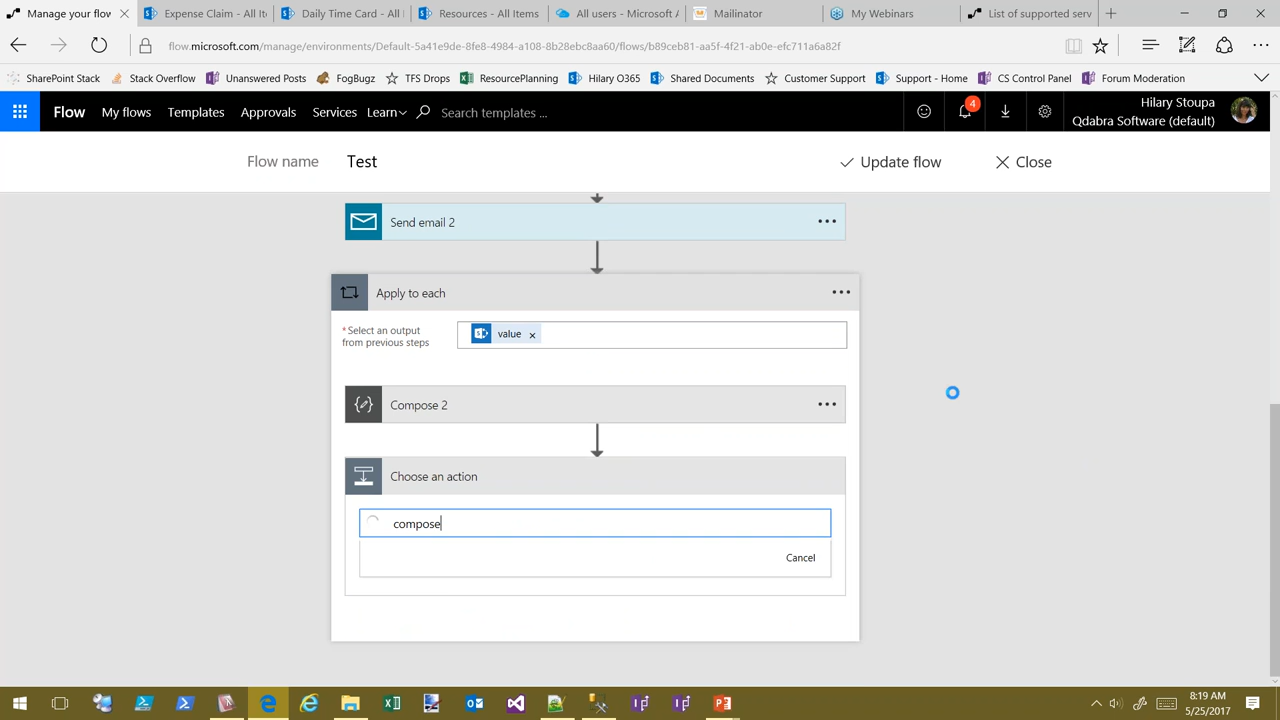 Manage your flow
Expense Claim - All Ite
Daily Time Card - All I
Resources - All Items
All users - Microsoft A
Mailinator
My Webinars
List of supported serv
flow.microsoft.com/manage/environments/Default-5a41e9de-8fe8-4984-a108-8b28ebc8aa60/flows/b89ceb81-aa5f-4f21-ab0e-efc711a6a82f
SharePoint Stack
Stack Overflow
Unanswered Posts
FogBugz
TFS Drops
ResourcePlanning
Hilary O365
Shared Documents
Customer Support
Support - Home
CS Control Panel
Forum Moderation
Flow
My flows
Templates
Approvals
Services
Learn
Search templates ...
4
Hilary Stoupa
Qdabra Software (default)
Flow name
Test
Update flow
Close
Send email 2
Apply to each
*Select an output
from previous steps
value
Compose 2
Choose an action
compose
Cancel
8:19 AM
5/25/2017